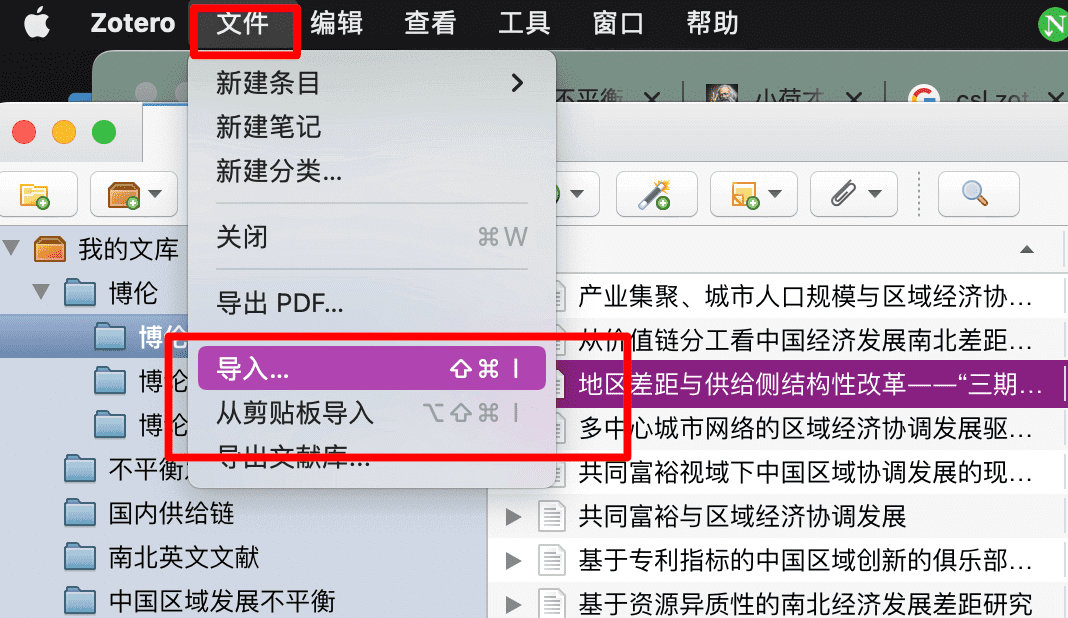 Zotero 文件 编辑 查看 工具 窗口 帮助
不平衡 小荷才 csl zot
新建条目
新建笔记
新建分类...
关闭 ⌘W
导出 PDF...
导入... ⇧⌘ I
从剪贴板导入 ⌥⇧⌘ I
导出文献库...
我的文库
博伦
博伦
博伦
博伦
不平衡
国内供给链
南北英文文献
中国区域发展不平衡
产业集聚、城市人口规模与区域经济协...
从价值链分工看中国经济发展南北差距...
地区差距与供给侧结构性改革——“三期...
多中心城市网络的区域经济协调发展驱...
共同富裕视域下中国区域协调发展的现...
共同富裕与区域经济协调发展
基于专利指标的中国区域创新的俱乐部...
基于资源异质性的南北经济发展差距研究